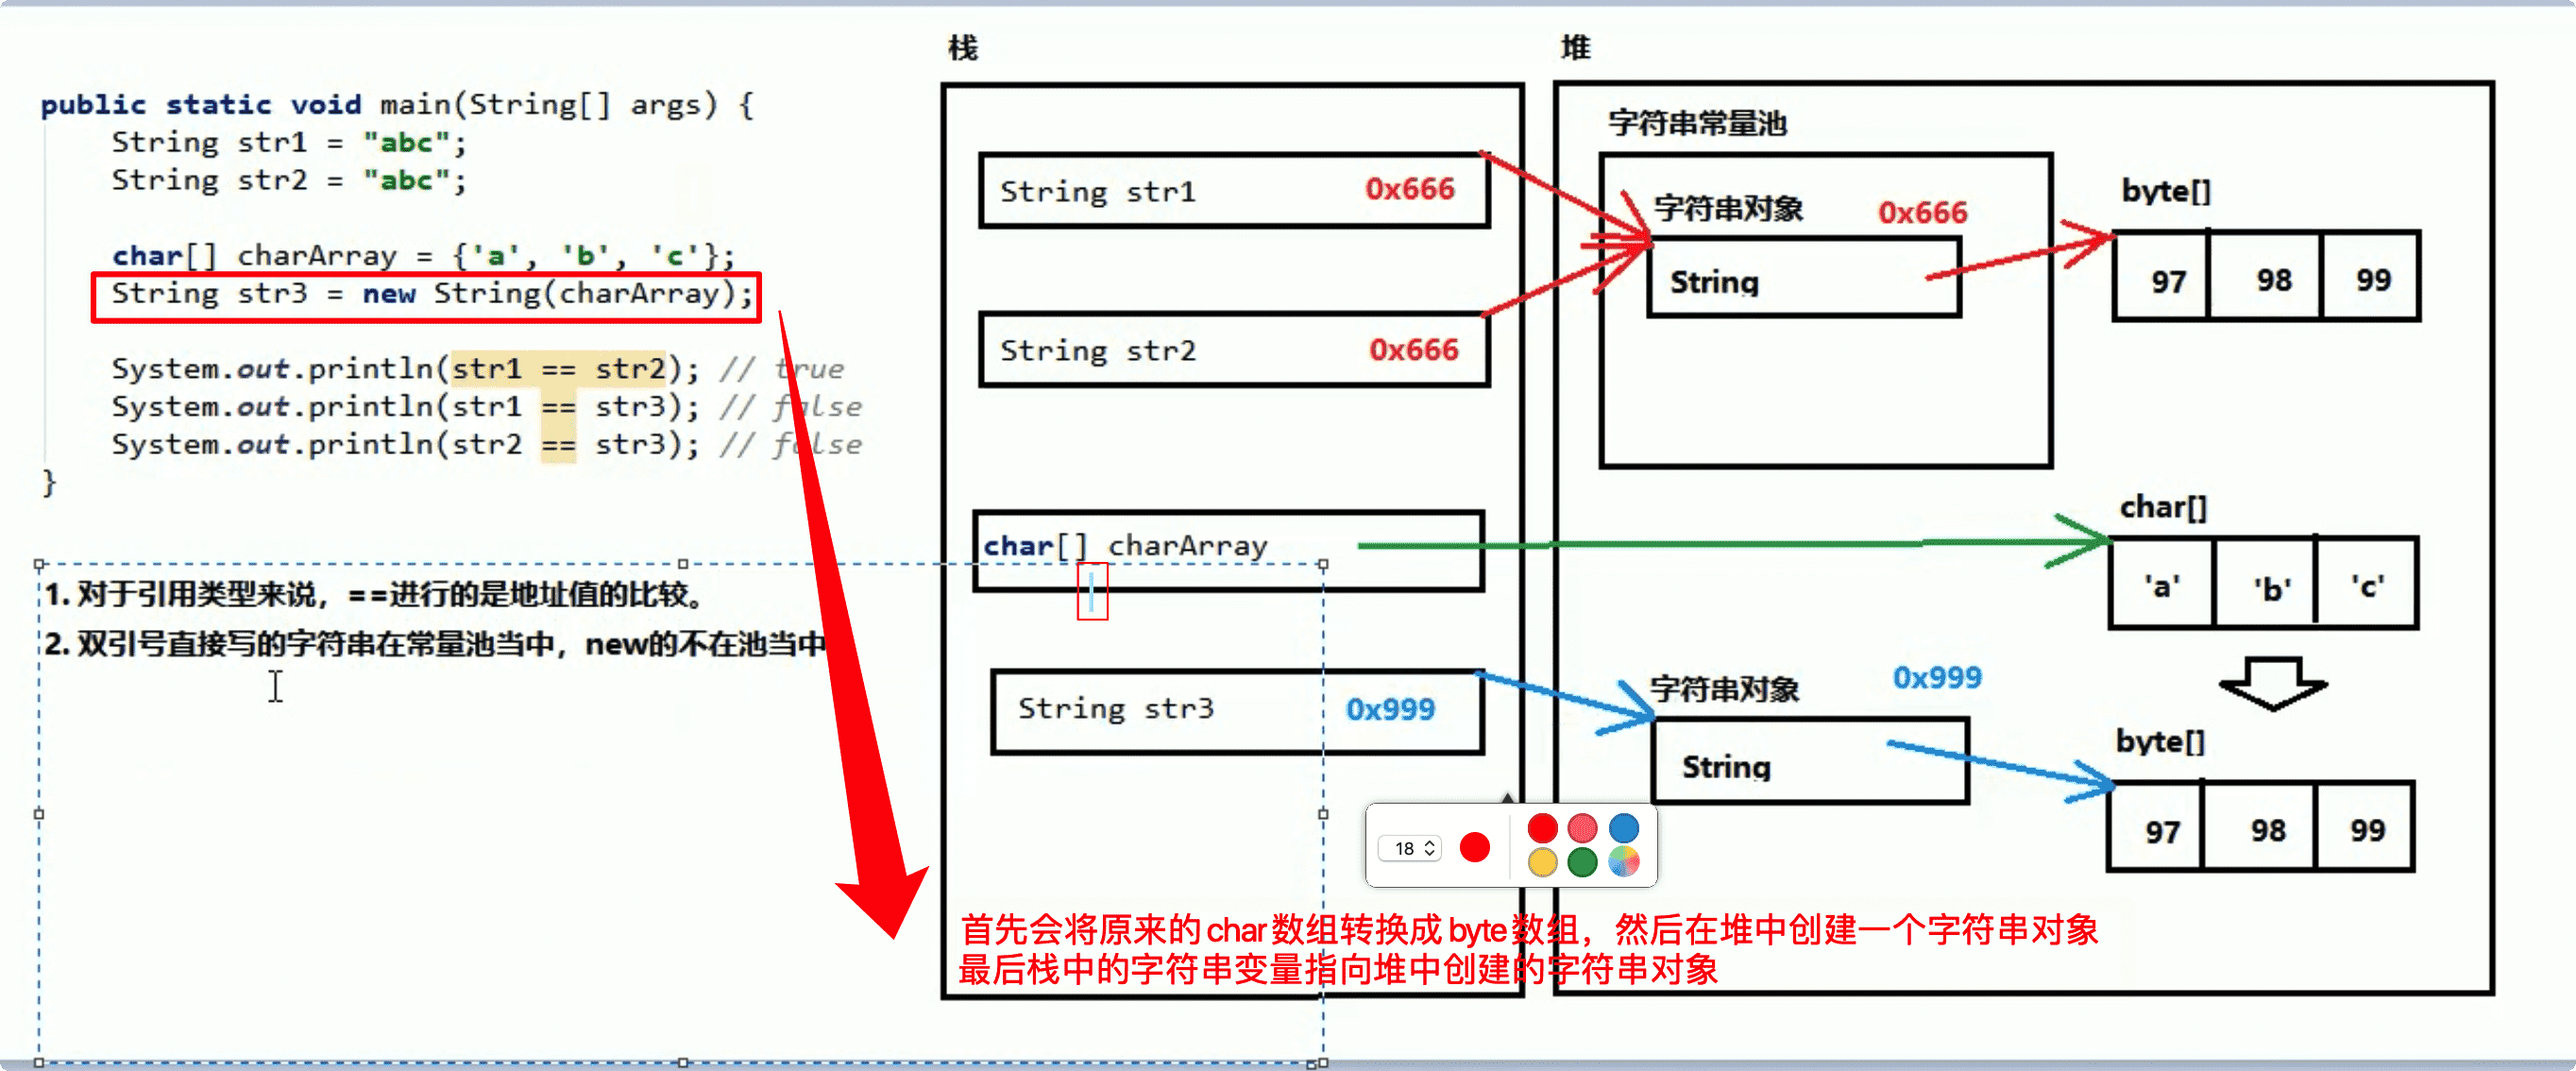 public static void main(String[] args) {
String str1 = "abc";
String str2 = "abc";
char[] charArray = {'a', 'b', 'c'};
String str3 = new String(charArray);
System.out.println(str1 == str2); // true
System.out.println(str1 == str3); // false
System.out.println(str2 == str3); // false
}
1. 对于引用类型来说，==进行的是地址值的比较。
2. 双引号直接写的字符串在常量池当中，new的不在池当中
栈
String str1 0x666
String str2 0x666
char[] charArray
String str3 0x999
堆
字符串常量池
字符串对象 0x666
String
byte[]
97 98 99
char[]
'a' 'b' 'c'
字符串对象 0x999
String
byte[]
97 98 99
18
首先会将原来的char数组转换成byte数组，然后在堆中创建一个字符串对象
最后栈中的字符串变量指向堆中创建的字符串对象